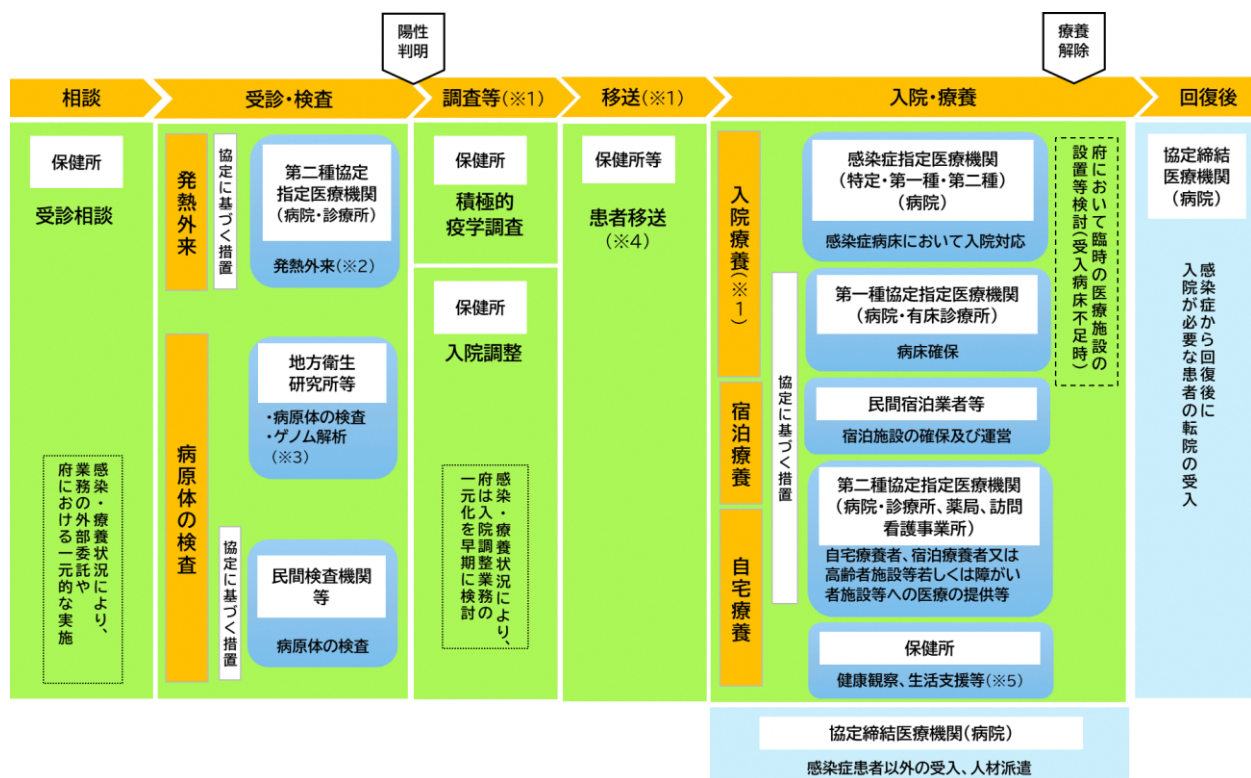 陽性
判明
療養
解除
相談
受診・検査
調査等(※1)
移送(※1)
入院・療養
回復後
保健所
受診相談
感染・療養状況により、
業務の外部委託や
府における一元的な実施
発熱外来
協定に基づく措置
第二種協定
指定医療機関
(病院・診療所)
発熱外来(※2)
病原体の検査
地方衛生
研究所等
・病原体の検査
・ゲノム解析
(※3)
協定に基づく措置
民間検査機関
等
病原体の検査
保健所
積極的
疫学調査
保健所
入院調整
感染・療養状況により、
府は入院調整業務の
一元化を早期に検討
保健所等
患者移送
(※4)
入院療養(※1)
感染症指定医療機関
(特定・第一種・第二種)
(病院)
感染症病床において入院対応
協定に基づく措置
第一種協定指定医療機関
(病院・有床診療所)
病床確保
宿泊療養
民間宿泊業者等
宿泊施設の確保及び運営
自宅療養
第二種協定指定医療機関
(病院・診療所、薬局、訪問
看護事業所)
自宅療養者、宿泊療養者又は
高齢者施設等若しくは障がい
者施設等への医療の提供等
保健所
健康観察、生活支援等(※5)
府において臨時の医療施設の
設置等検討(受入病床不足時)
協定締結医療機関(病院)
感染症患者以外の受入、人材派遣
協定締結
医療機関
(病院)
感染症から回復後に
入院が必要な患者の転院の受入